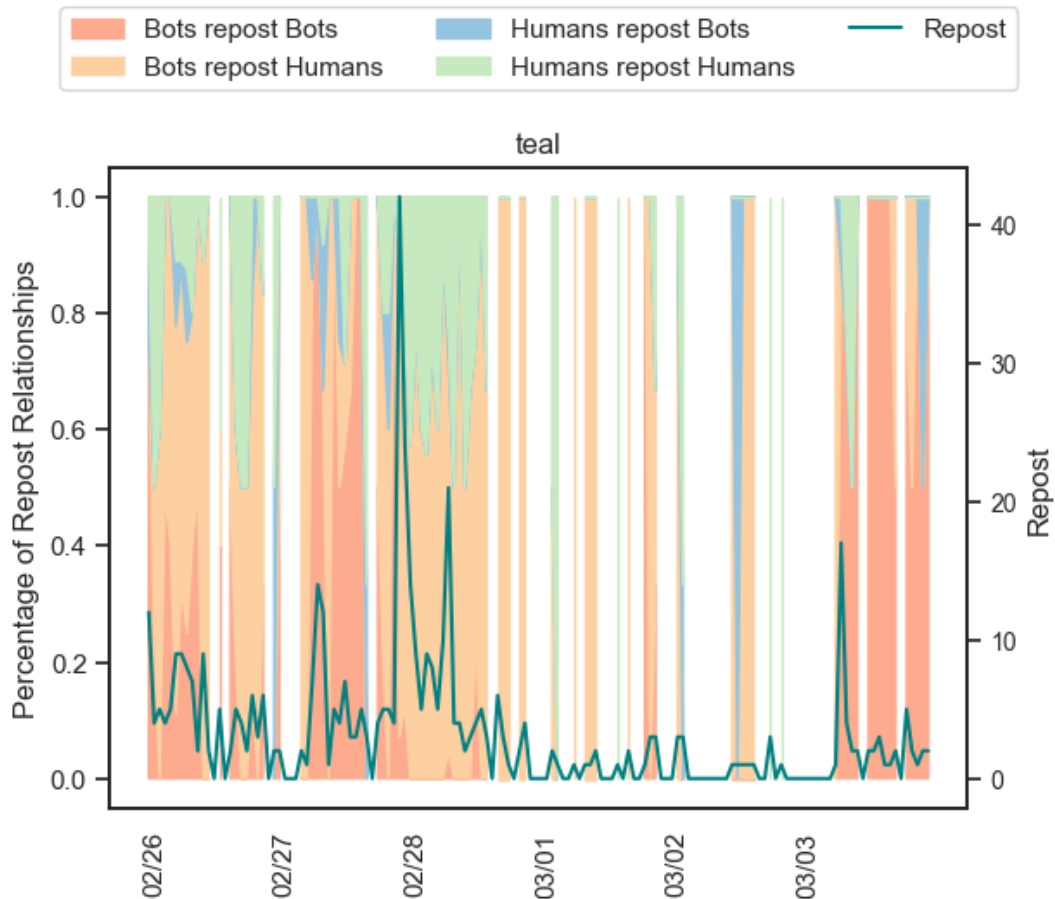 Bots repost Bots Humans repost Bots Repost
Bots repost Humans Humans repost Humans
teal
Percentage of Repost Relationships
1.0
0.8
0.6
0.4
0.2
0.0
40
30
20
10
0
Repost
02/26 02/27 02/28 03/01 03/02 03/03